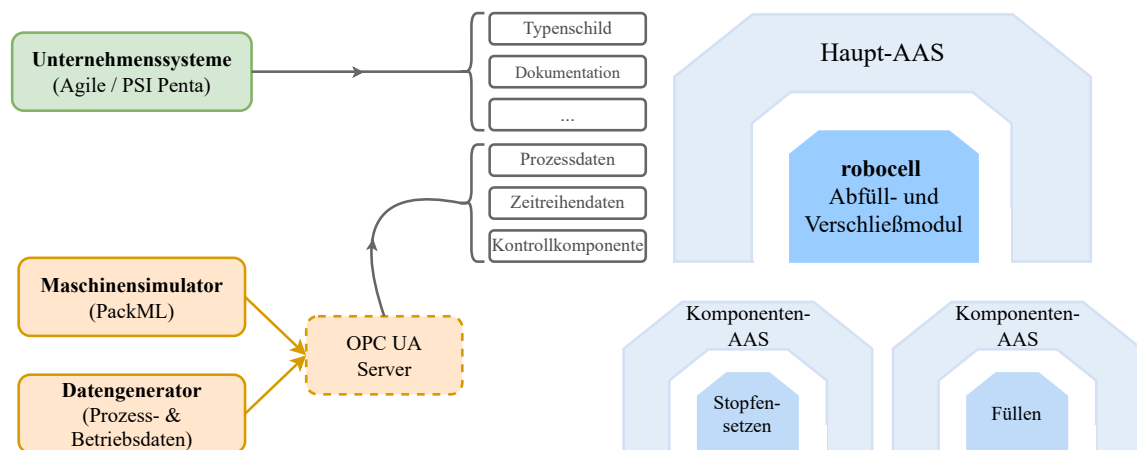 Unternehmenssysteme
(Agile / PSI Penta)
Typenschild
Dokumentation
...
Prozessdaten
Zeitreihendaten
Kontrollkomponente
Haupt-AAS
robocell
Abfüll- und
Verschließmodul
Maschinensimulator
(PackML)
Datengenerator
(Prozess- &
Betriebsdaten)
OPC UA
Server
Komponenten-
AAS
Stopfen-
setzen
Komponenten-
AAS
Füllen